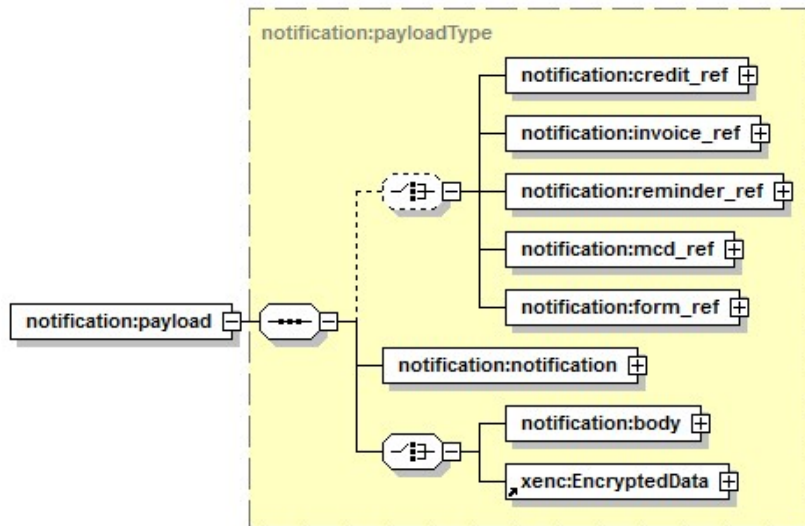 notification:payloadType
notification:credit_ref
notification:invoice_ref
notification:reminder_ref
notification:mcd_ref
notification:form_ref
notification:payload
notification:notification
notification:body
xenc:EncryptedData